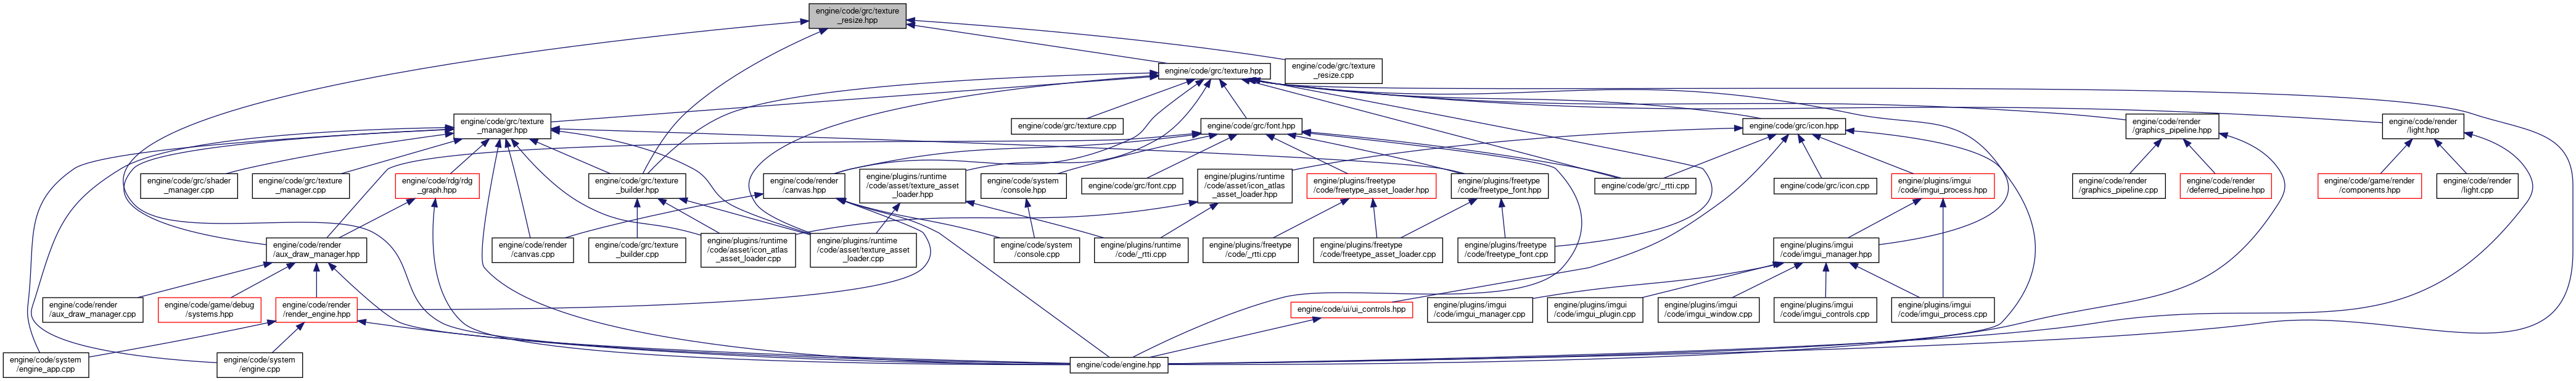 engine/code/grc/texture
_resize.hpp
engine/code/grc/texture.hpp
engine/code/grc/texture
_resize.cpp
engine/code/grc/texture
_manager.hpp
engine/code/grc/texture.cpp
engine/code/grc/font.hpp
engine/code/grc/icon.hpp
engine/code/render
/graphics_pipeline.hpp
engine/code/render
/light.hpp
engine/code/grc/shader
_manager.cpp
engine/code/grc/texture
_manager.cpp
engine/code/rdg/rdg
_graph.hpp
engine/code/grc/texture
_builder.hpp
engine/code/render
/canvas.hpp
engine/plugins/runtime
/code/asset/texture_asset
_loader.hpp
engine/code/system
/console.hpp
engine/code/grc/font.cpp
engine/plugins/runtime
/code/asset/icon_atlas
_asset_loader.hpp
engine/plugins/freetype
/code/freetype_asset_loader.hpp
engine/plugins/freetype
/code/freetype_font.hpp
engine/code/grc/_rtti.cpp
engine/code/grc/icon.cpp
engine/plugins/imgui
/code/imgui_process.hpp
engine/code/render
/graphics_pipeline.cpp
engine/code/render
/deferred_pipeline.hpp
engine/code/game/render
/components.hpp
engine/code/render
/light.cpp
engine/code/render
/aux_draw_manager.hpp
engine/code/render
/canvas.cpp
engine/code/grc/texture
_builder.cpp
engine/plugins/runtime
/code/asset/icon_atlas
_asset_loader.cpp
engine/plugins/runtime
/code/asset/texture_asset
_loader.cpp
engine/code/system
/console.cpp
engine/plugins/runtime
/code/_rtti.cpp
engine/plugins/freetype
/code/_rtti.cpp
engine/plugins/freetype
/code/freetype_asset_loader.cpp
engine/plugins/freetype
/code/freetype_font.cpp
engine/plugins/imgui
/code/imgui_manager.hpp
engine/code/render
/aux_draw_manager.cpp
engine/code/game/debug
/systems.hpp
engine/code/render
/render_engine.hpp
engine/code/ui/ui_controls.hpp
engine/plugins/imgui
/code/imgui_manager.cpp
engine/plugins/imgui
/code/imgui_plugin.cpp
engine/plugins/imgui
/code/imgui_window.cpp
engine/plugins/imgui
/code/imgui_controls.cpp
engine/plugins/imgui
/code/imgui_process.cpp
engine/code/system
/engine_app.cpp
engine/code/system
/engine.cpp
engine/code/engine.hpp